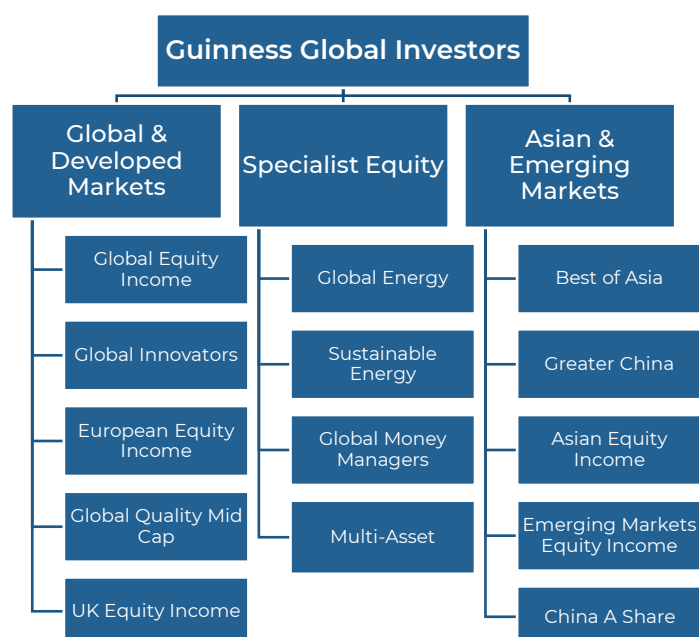 Guinness Global Investors
Global &
Developed
Markets
Global Equity
Income
Global Innovators
European Equity
Income
Global Quality Mid
Cap
UK Equity Income
Specialist Equity
Global Energy
Sustainable
Energy
Global Money
Managers
Multi-Asset
Asian &
Emerging
Markets
Best of Asia
Greater China
Asian Equity
Income
Emerging Markets
Equity Income
China A Share